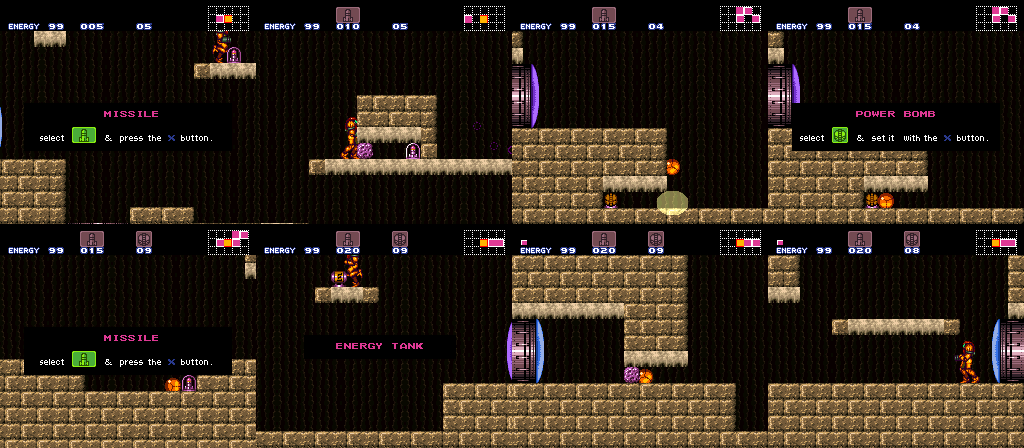 ENERGY 99 005 05
MISSILE
select & press the X button.
ENERGY 99 010 05
ENERGY 99 015 04
ENERGY 99 015 04
POWER BOMB
select & set it with the X button.
ENERGY 99 015 09
MISSILE
select & press the X button.
ENERGY 99 020 09
ENERGY TANK
ENERGY 99 020 09
ENERGY 99 020 08